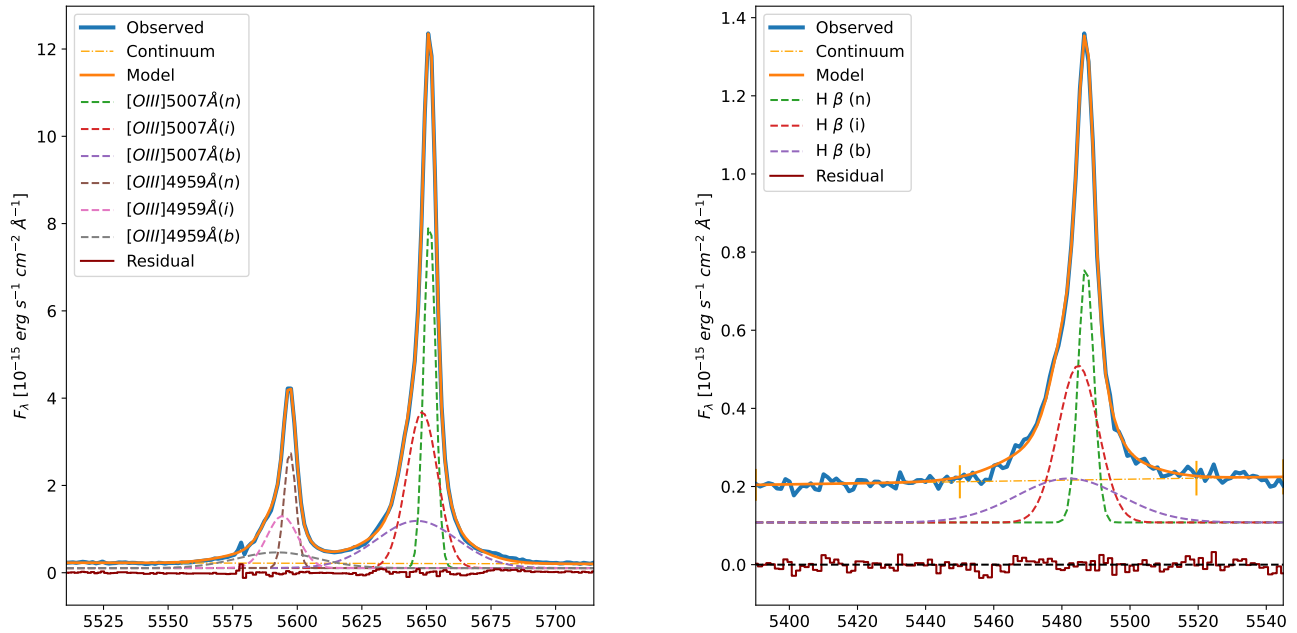 Observed
Continuum
Model
[OIII]5007Å(n)
[OIII]5007Å(i)
[OIII]5007Å(b)
[OIII]4959Å(n)
[OIII]4959Å(i)
[OIII]4959Å(b)
Residual
F_λ [10⁻¹⁵ erg s⁻¹ cm⁻² Å⁻¹]
12
10
8
6
4
2
0
5525 5550 5575 5600 5625 5650 5675 5700
Observed
Continuum
Model
H β (n)
H β (i)
H β (b)
Residual
F_λ [10⁻¹⁵ erg s⁻¹ cm⁻² Å⁻¹]
1.4
1.2
1.0
0.8
0.6
0.4
0.2
0.0
5400 5420 5440 5460 5480 5500 5520 5540